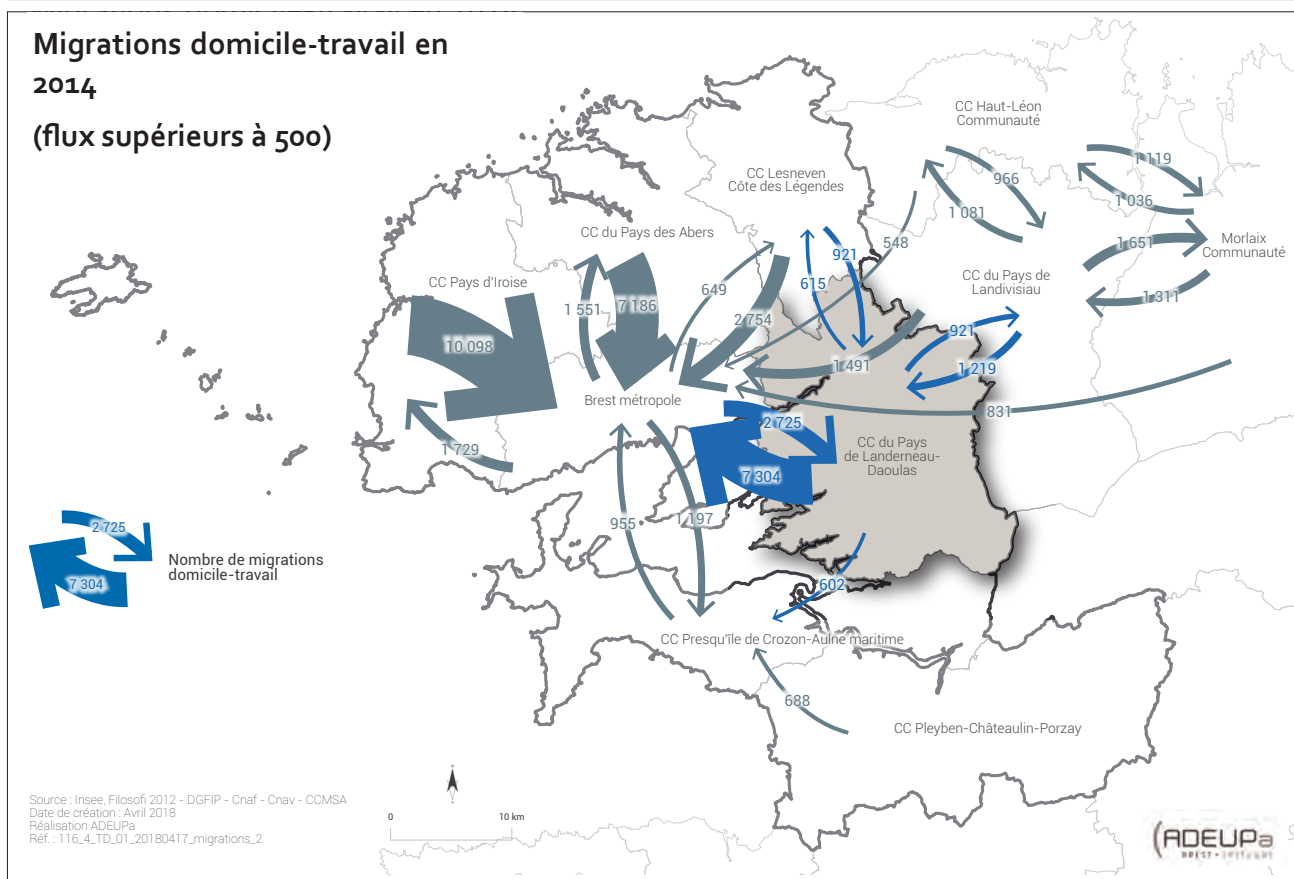 Migrations domicile-travail en
2014
(flux supérieurs à 500)
CC Haut-Léon
Communauté
1 119
966
1 036
1 081
CC Lesneven
Côte des Légendes
548
1 651
Morlaix
Communauté
CC du Pays des Abers
921
615
CC du Pays de
Landivisiau
1 311
CC Pays d'Iroise
1 551
7 186
649
2 754
921
10 098
1 491
1 219
Brest métropole
831
2 725
CC du Pays
de Landerneau-
Daoulas
1 729
7 304
955
1 197
2 725
7 304
Nombre de migrations
domicile-travail
602
CC Presqu'île de Crozon-Aulne maritime
688
CC Pleyben-Châteaulin-Porzay
Source : Insee, Filosofi 2012 - DGFIP - Cnaf - Cnav - CCMSA
Date de création : Avril 2018
Réalisation ADEUPa
Réf. : 116_4_TD_01_20180417_migrations_2
0
10 km
ADEUPa